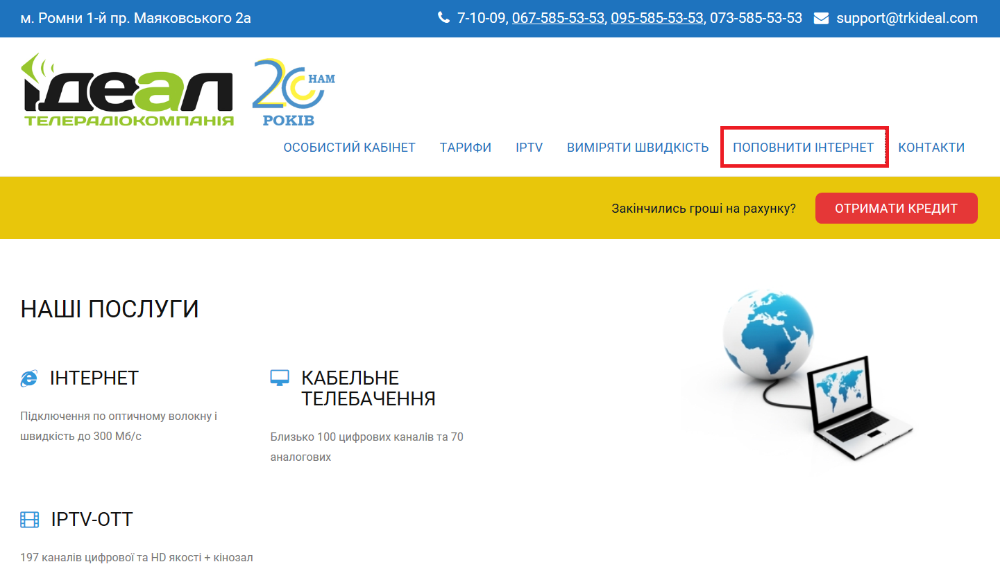 м. Ромни 1-й пр. Маяковського 2а
7-10-09, 067-585-53-53, 095-585-53-53, 073-585-53-53 support@trkideal.com
ідеал
ТЕЛЕРАДІОКОМПАНІЯ
20 НАМ
РОКІВ
ОСОБИСТИЙ КАБІНЕТ ТАРИФИ IPTV ВИМІРЯТИ ШВИДКІСТЬ ПОПОВНИТИ ІНТЕРНЕТ КОНТАКТИ
Закінчились гроші на рахунку? ОТРИМАТИ КРЕДИТ
НАШІ ПОСЛУГИ
ІНТЕРНЕТ
Підключення по оптичному волокну і
швидкість до 300 Мб/с
КАБЕЛЬНЕ
ТЕЛЕБАЧЕННЯ
Близько 100 цифрових каналів та 70
аналогових
IPTV-ОТТ
197 каналів цифрової та HD якості + кінозал